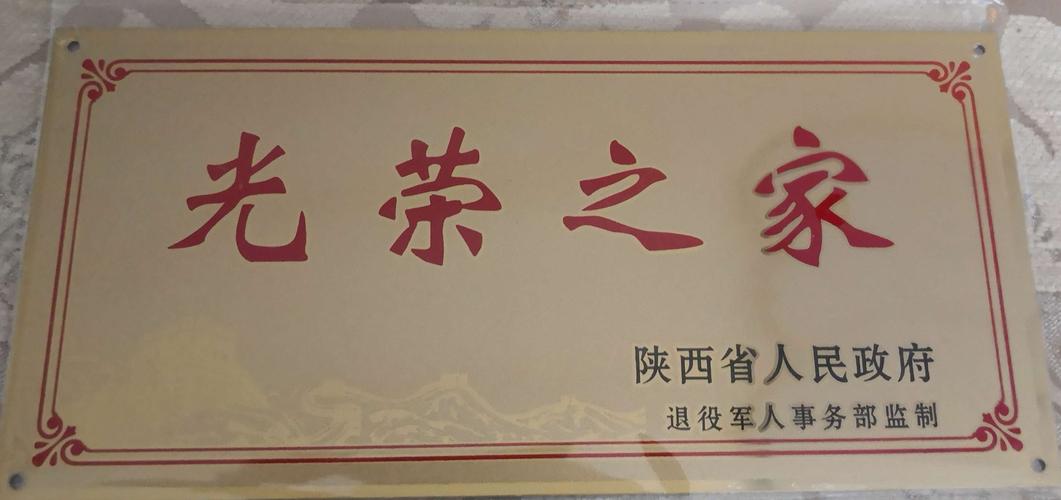 光荣之家
陕西省人民政府
退役军人事务部监制